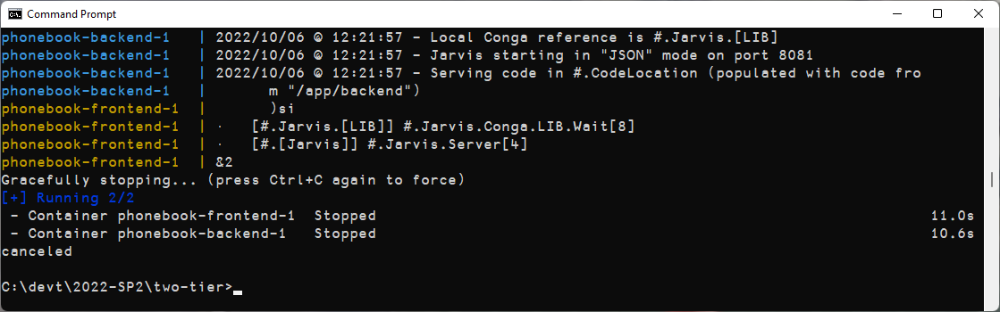 Command Prompt
phonebook-backend-1   | 2022/10/06 @ 12:21:57 - Local Conga reference is #.Jarvis.[LIB]
phonebook-backend-1   | 2022/10/06 @ 12:21:57 - Jarvis starting in "JSON" mode on port 8081
phonebook-backend-1   | 2022/10/06 @ 12:21:57 - Serving code in #.CodeLocation (populated with code fro
phonebook-backend-1   |       m "/app/backend")
phonebook-frontend-1  |       )si
phonebook-frontend-1  | ·   [#.Jarvis.[LIB]] #.Jarvis.Conga.LIB.Wait[8]
phonebook-frontend-1  | ·   [#.[Jarvis]] #.Jarvis.Server[4]
phonebook-frontend-1  | &2
Gracefully stopping... (press Ctrl+C again to force)
[+] Running 2/2
 - Container phonebook-frontend-1  Stopped 11.0s
 - Container phonebook-backend-1   Stopped 10.6s
canceled
C:\devt\2022-SP2\two-tier>